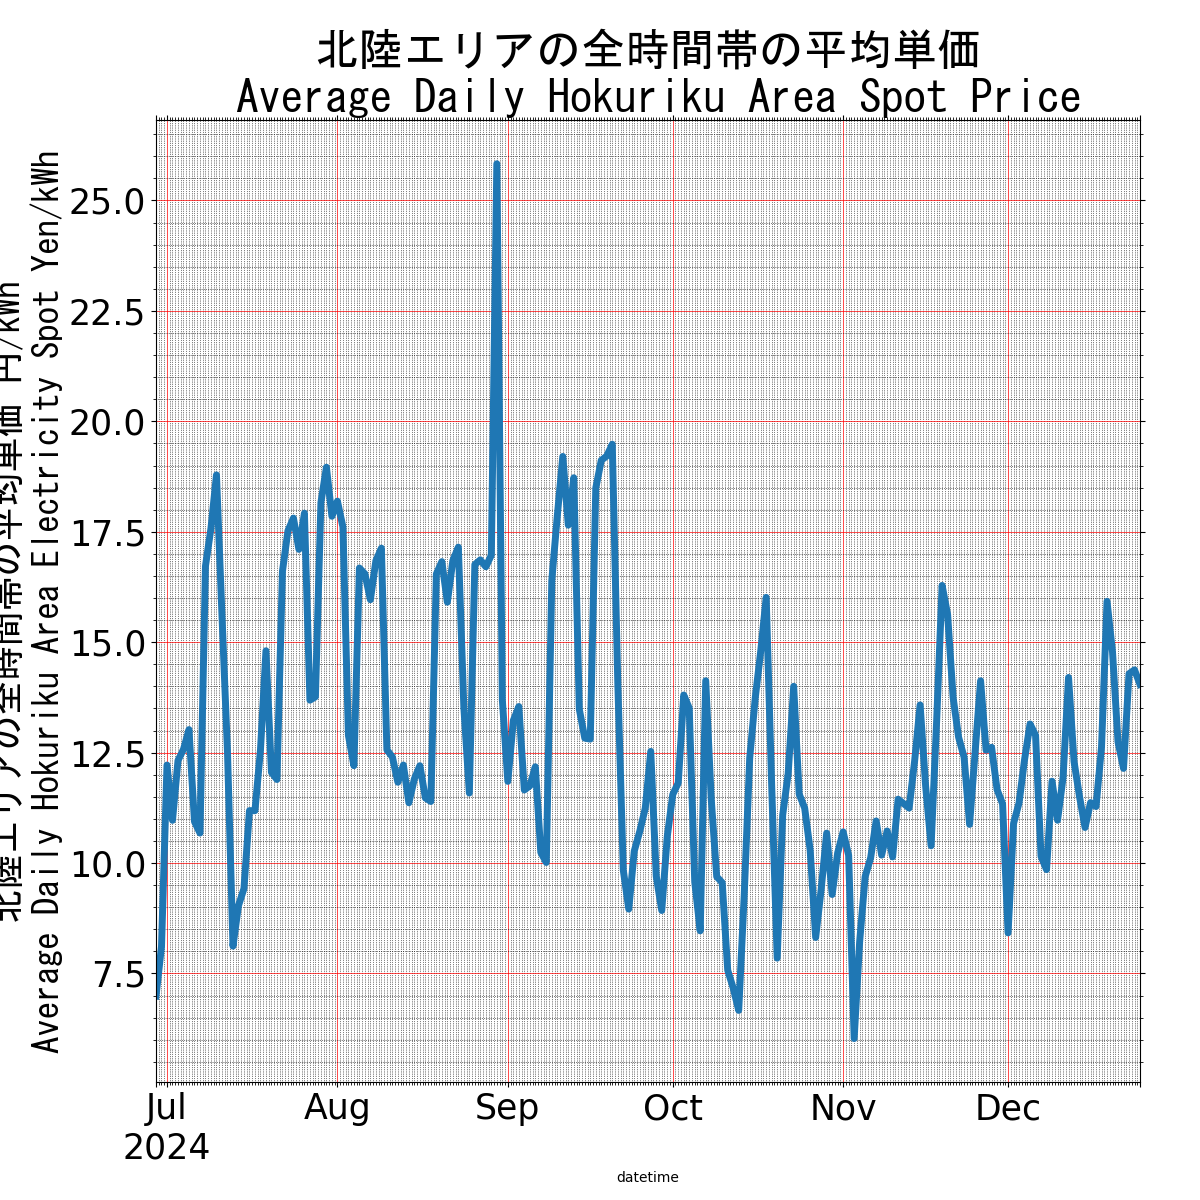 北陸エリアの全時間帯の平均単価
Average Daily Hokuriku Area Spot Price
北陸エリアの全時間帯の平均単価 円/kWh
Average Daily Hokuriku Area Electricity Spot Yen/kWh
25.0
22.5
20.0
17.5
15.0
12.5
10.0
7.5
Jul
2024
Aug
Sep
Oct
Nov
Dec
datetime